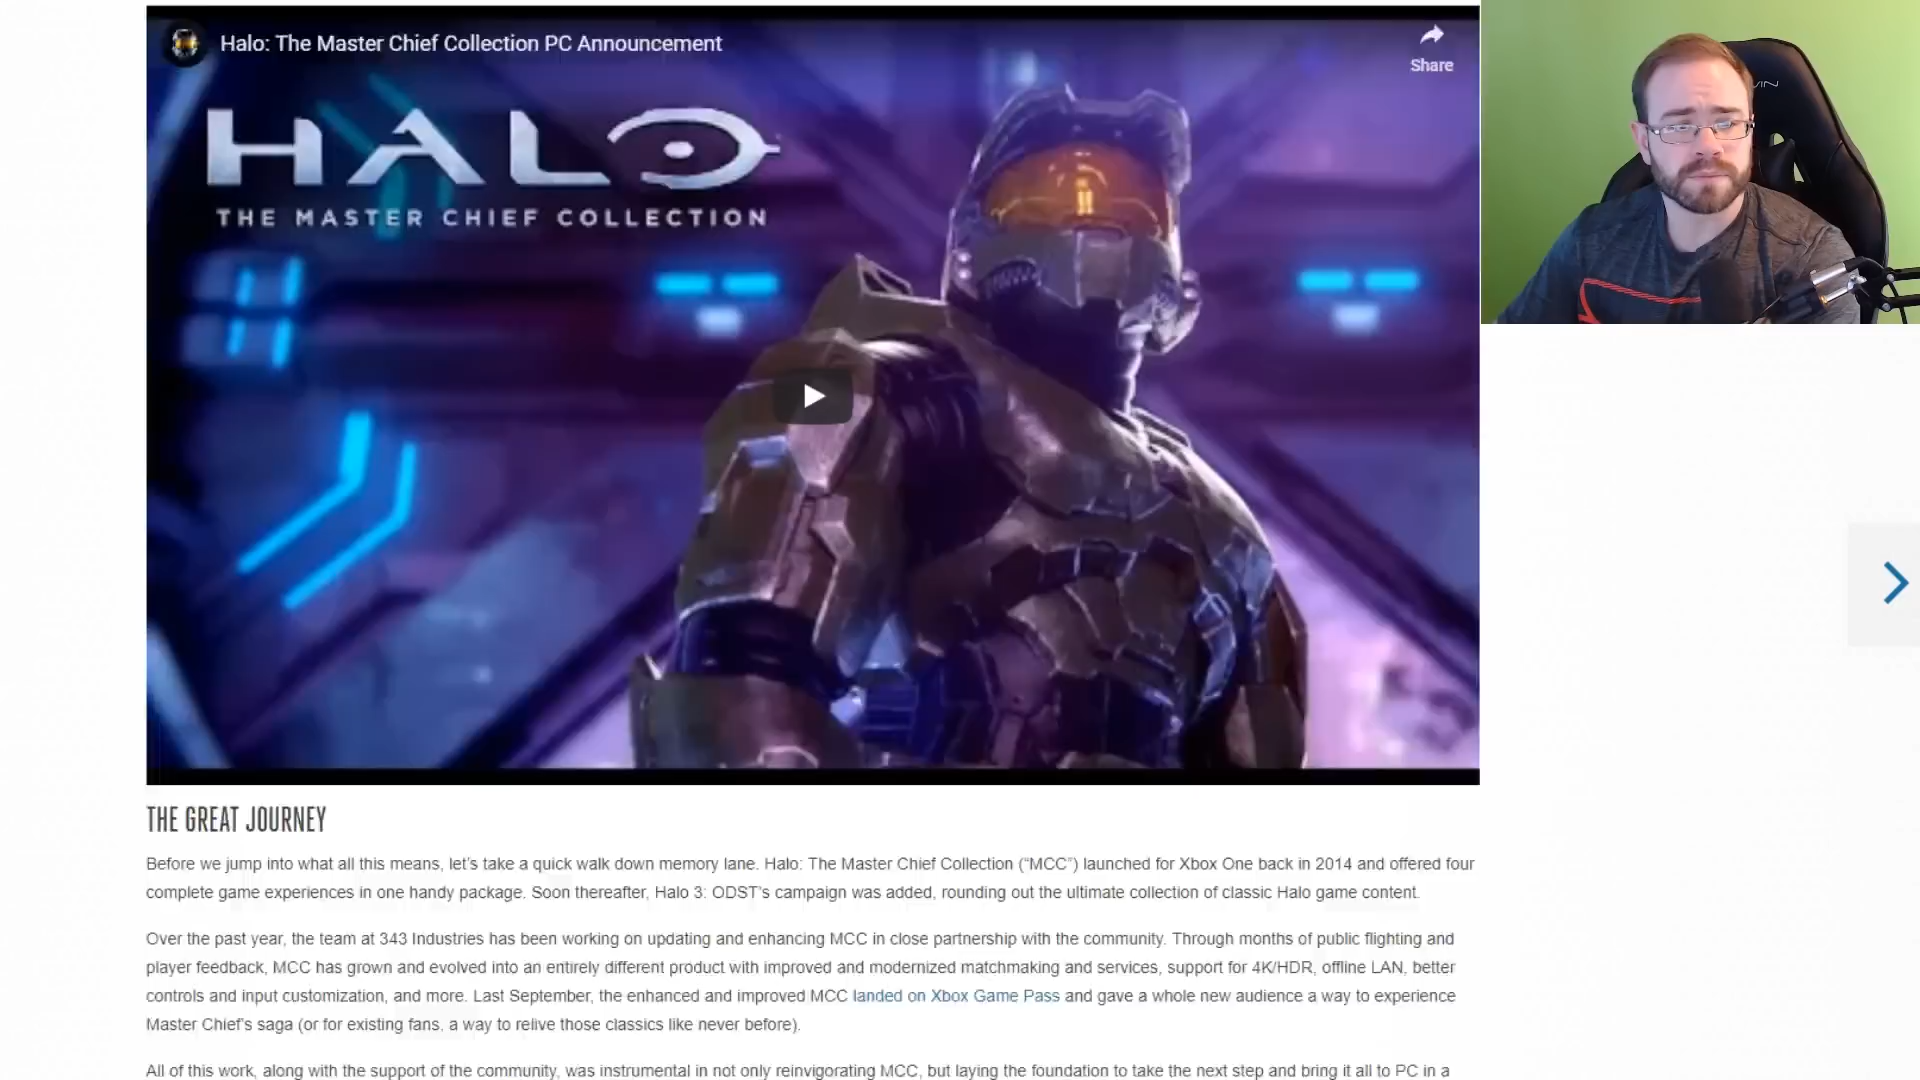 Halo: The Master Chief Collection PC Announcement
Share
HALO
THE MASTER CHIEF COLLECTION
THE GREAT JOURNEY
Before we jump into what all this means, let’s take a quick walk down memory lane. Halo: The Master Chief Collection (“MCC”) launched for Xbox One back in 2014 and offered four
complete game experiences in one handy package. Soon thereafter, Halo 3: ODST’s campaign was added, rounding out the ultimate collection of classic Halo game content.
Over the past year, the team at 343 Industries has been working on updating and enhancing MCC in close partnership with the community. Through months of public flighting and
player feedback, MCC has grown and evolved into an entirely different product with improved and modernized matchmaking and services, support for 4K/HDR, offline LAN, better
controls and input customization, and more. Last September, the enhanced and improved MCC landed on Xbox Game Pass and gave a whole new audience a way to experience
Master Chief’s saga (or for existing fans, a way to relive those classics like never before).
All of this work, along with the support of the community, was instrumental in not only reinvigorating MCC, but laying the foundation to take the next step and bring it all to PC in a